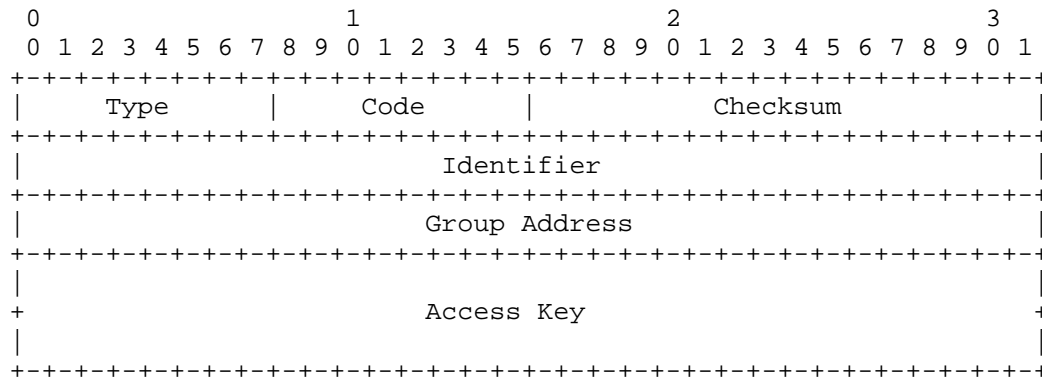 0                   1                   2                   3
 0 1 2 3 4 5 6 7 8 9 0 1 2 3 4 5 6 7 8 9 0 1 2 3 4 5 6 7 8 9 0 1
+-+-+-+-+-+-+-+-+-+-+-+-+-+-+-+-+-+-+-+-+-+-+-+-+-+-+-+-+-+-+-+-+
|     Type      |     Code      |           Checksum            |
+-+-+-+-+-+-+-+-+-+-+-+-+-+-+-+-+-+-+-+-+-+-+-+-+-+-+-+-+-+-+-+-+
|                          Identifier                           |
+-+-+-+-+-+-+-+-+-+-+-+-+-+-+-+-+-+-+-+-+-+-+-+-+-+-+-+-+-+-+-+-+
|                         Group Address                         |
+-+-+-+-+-+-+-+-+-+-+-+-+-+-+-+-+-+-+-+-+-+-+-+-+-+-+-+-+-+-+-+-+
|                                                               |
+                         Access Key                            +
|                                                               |
+-+-+-+-+-+-+-+-+-+-+-+-+-+-+-+-+-+-+-+-+-+-+-+-+-+-+-+-+-+-+-+-+